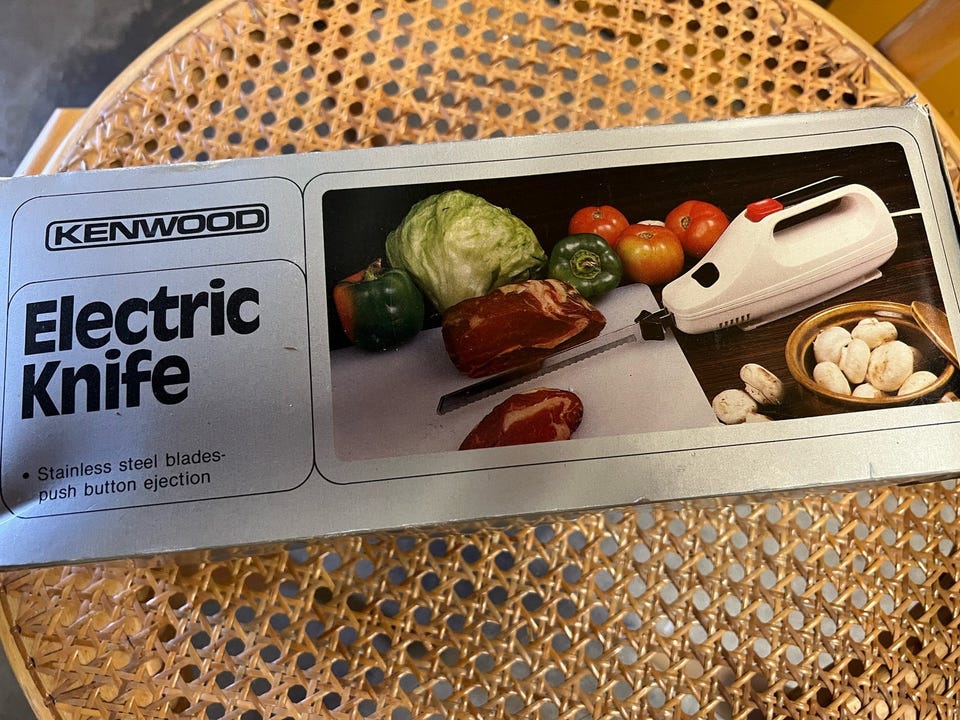 KENWOOD
Electric
Knife
• Stainless steel blades-
push button ejection